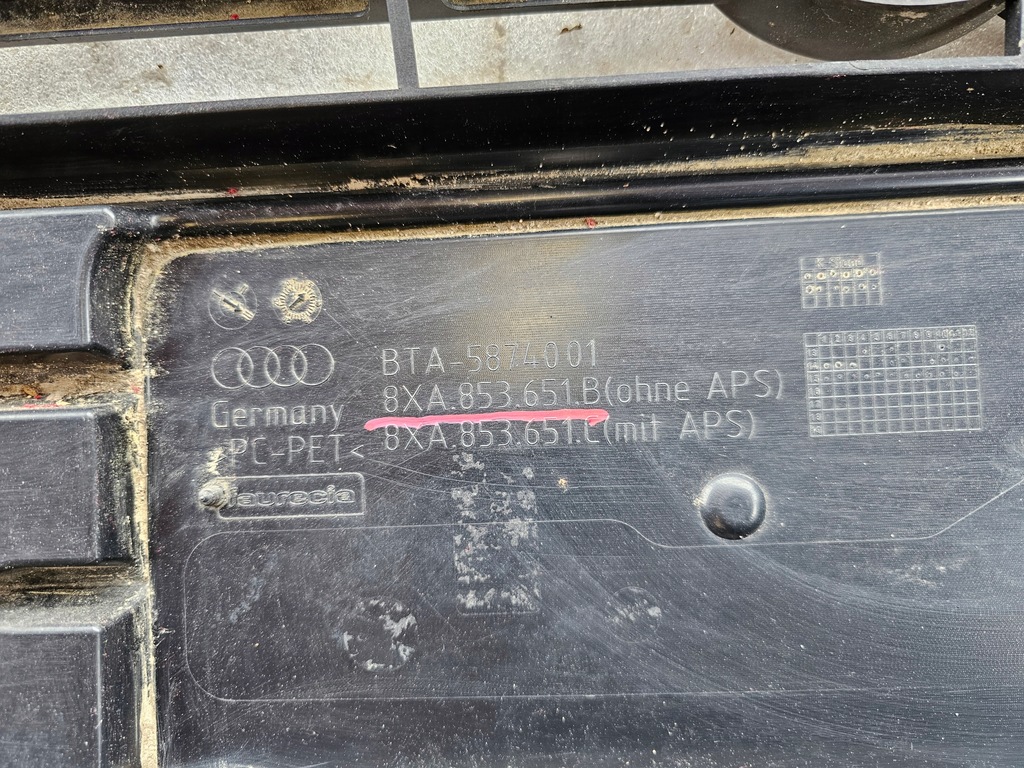 BTA-5874001
8XA.853.651.B(ohne APS)
Germany
8XA.853.651.C(mit APS)
>PC-PET<
faurecia